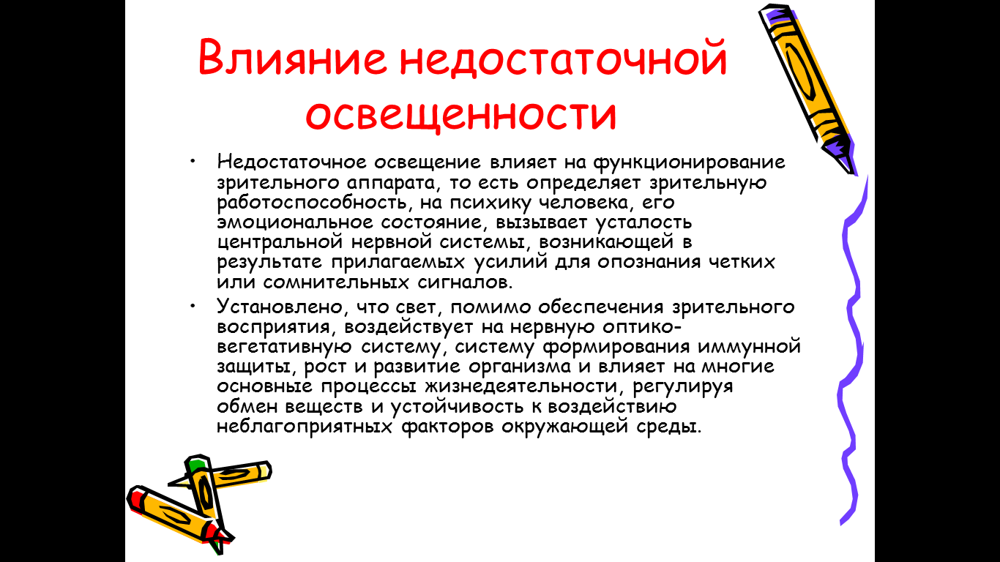 Влияние недостаточной
освещенности
• Недостаточное освещение влияет на функционирование
зрительного аппарата, то есть определяет зрительную
работоспособность, на психику человека, его
эмоциональное состояние, вызывает усталость
центральной нервной системы, возникающей в
результате прилагаемых усилий для опознания четких
или сомнительных сигналов.
• Установлено, что свет, помимо обеспечения зрительного
восприятия, воздействует на нервную оптико-
вегетативную систему, систему формирования иммунной
защиты, рост и развитие организма и влияет на многие
основные процессы жизнедеятельности, регулируя
обмен веществ и устойчивость к воздействию
неблагоприятных факторов окружающей среды.